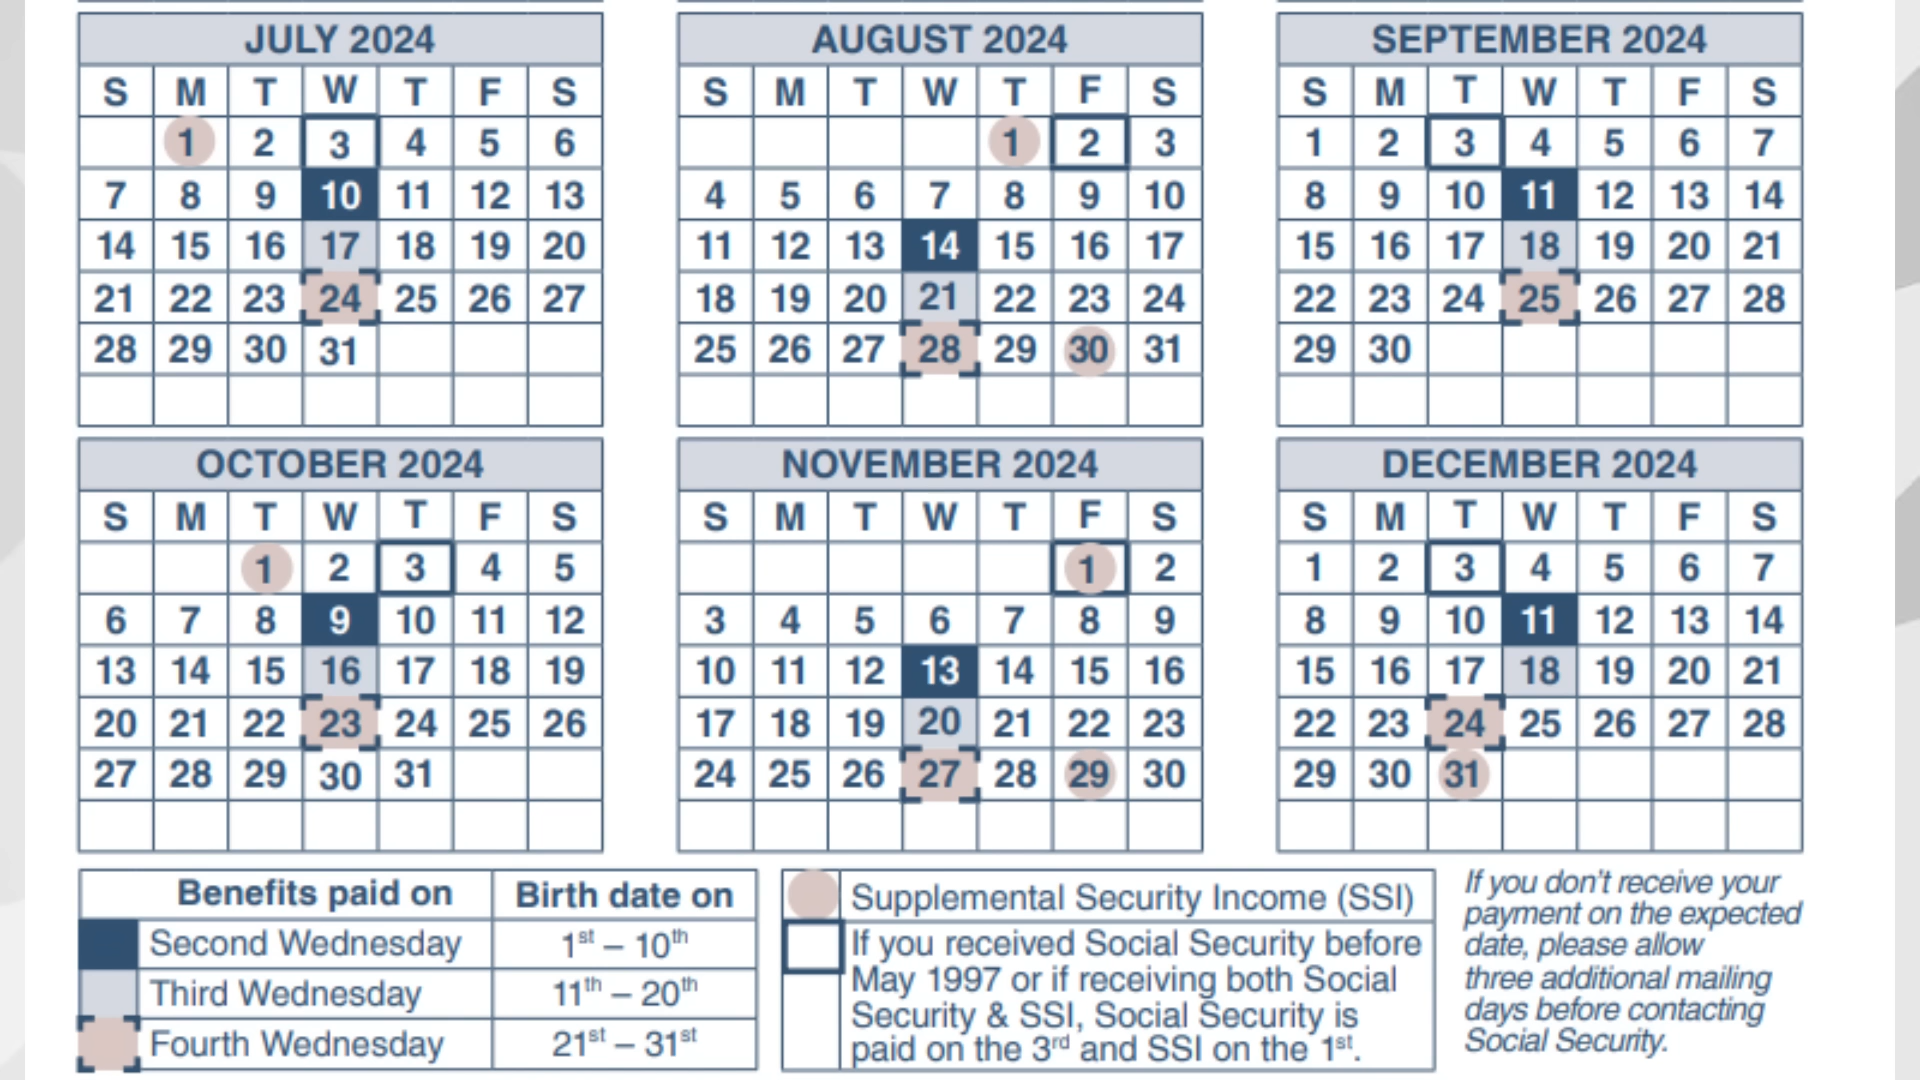 JULY 2024
S M T W T F S
1 2 3 4 5 6
7 8 9 10 11 12 13
14 15 16 17 18 19 20
21 22 23 24 25 26 27
28 29 30 31
AUGUST 2024
S M T W T F S
1 2 3
4 5 6 7 8 9 10
11 12 13 14 15 16 17
18 19 20 21 22 23 24
25 26 27 28 29 30 31
SEPTEMBER 2024
S M T W T F S
1 2 3 4 5 6 7
8 9 10 11 12 13 14
15 16 17 18 19 20 21
22 23 24 25 26 27 28
29 30
OCTOBER 2024
S M T W T F S
1 2 3 4 5
6 7 8 9 10 11 12
13 14 15 16 17 18 19
20 21 22 23 24 25 26
27 28 29 30 31
NOVEMBER 2024
S M T W T F S
1 2
3 4 5 6 7 8 9
10 11 12 13 14 15 16
17 18 19 20 21 22 23
24 25 26 27 28 29 30
DECEMBER 2024
S M T W T F S
1 2 3 4 5 6 7
8 9 10 11 12 13 14
15 16 17 18 19 20 21
22 23 24 25 26 27 28
29 30 31
Benefits paid on Birth date on
Second Wednesday 1st – 10th
Third Wednesday 11th – 20th
Fourth Wednesday 21st – 31st
Supplemental Security Income (SSI)
If you received Social Security before
May 1997 or if receiving both Social
Security & SSI, Social Security is
paid on the 3rd and SSI on the 1st.
If you don't receive your
payment on the expected
date, please allow
three additional mailing
days before contacting
Social Security.